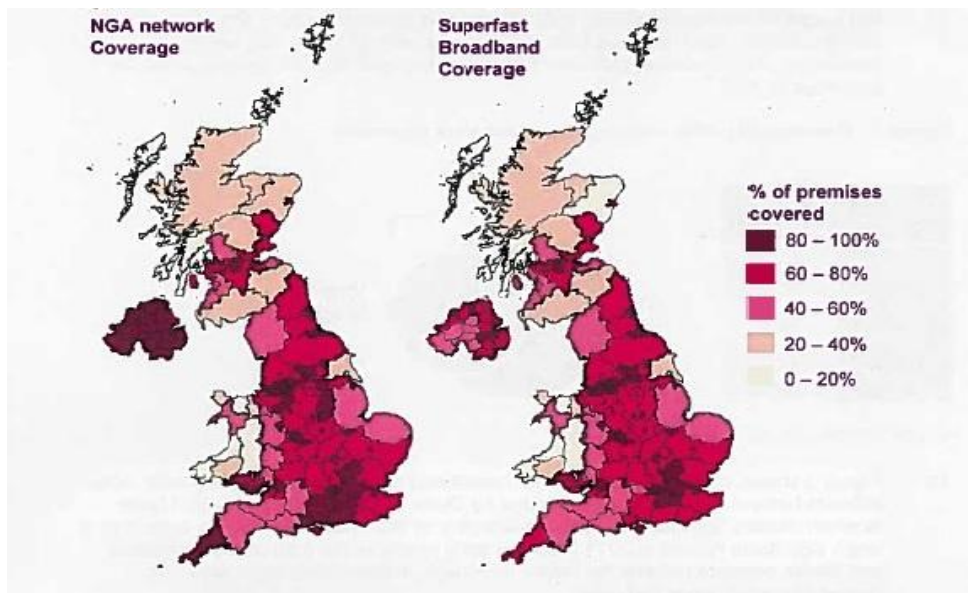 NGA network
Coverage
Superfast
Broadband
Coverage
% of premises
covered
80 – 100%
60 – 80%
40 – 60%
20 – 40%
0 – 20%